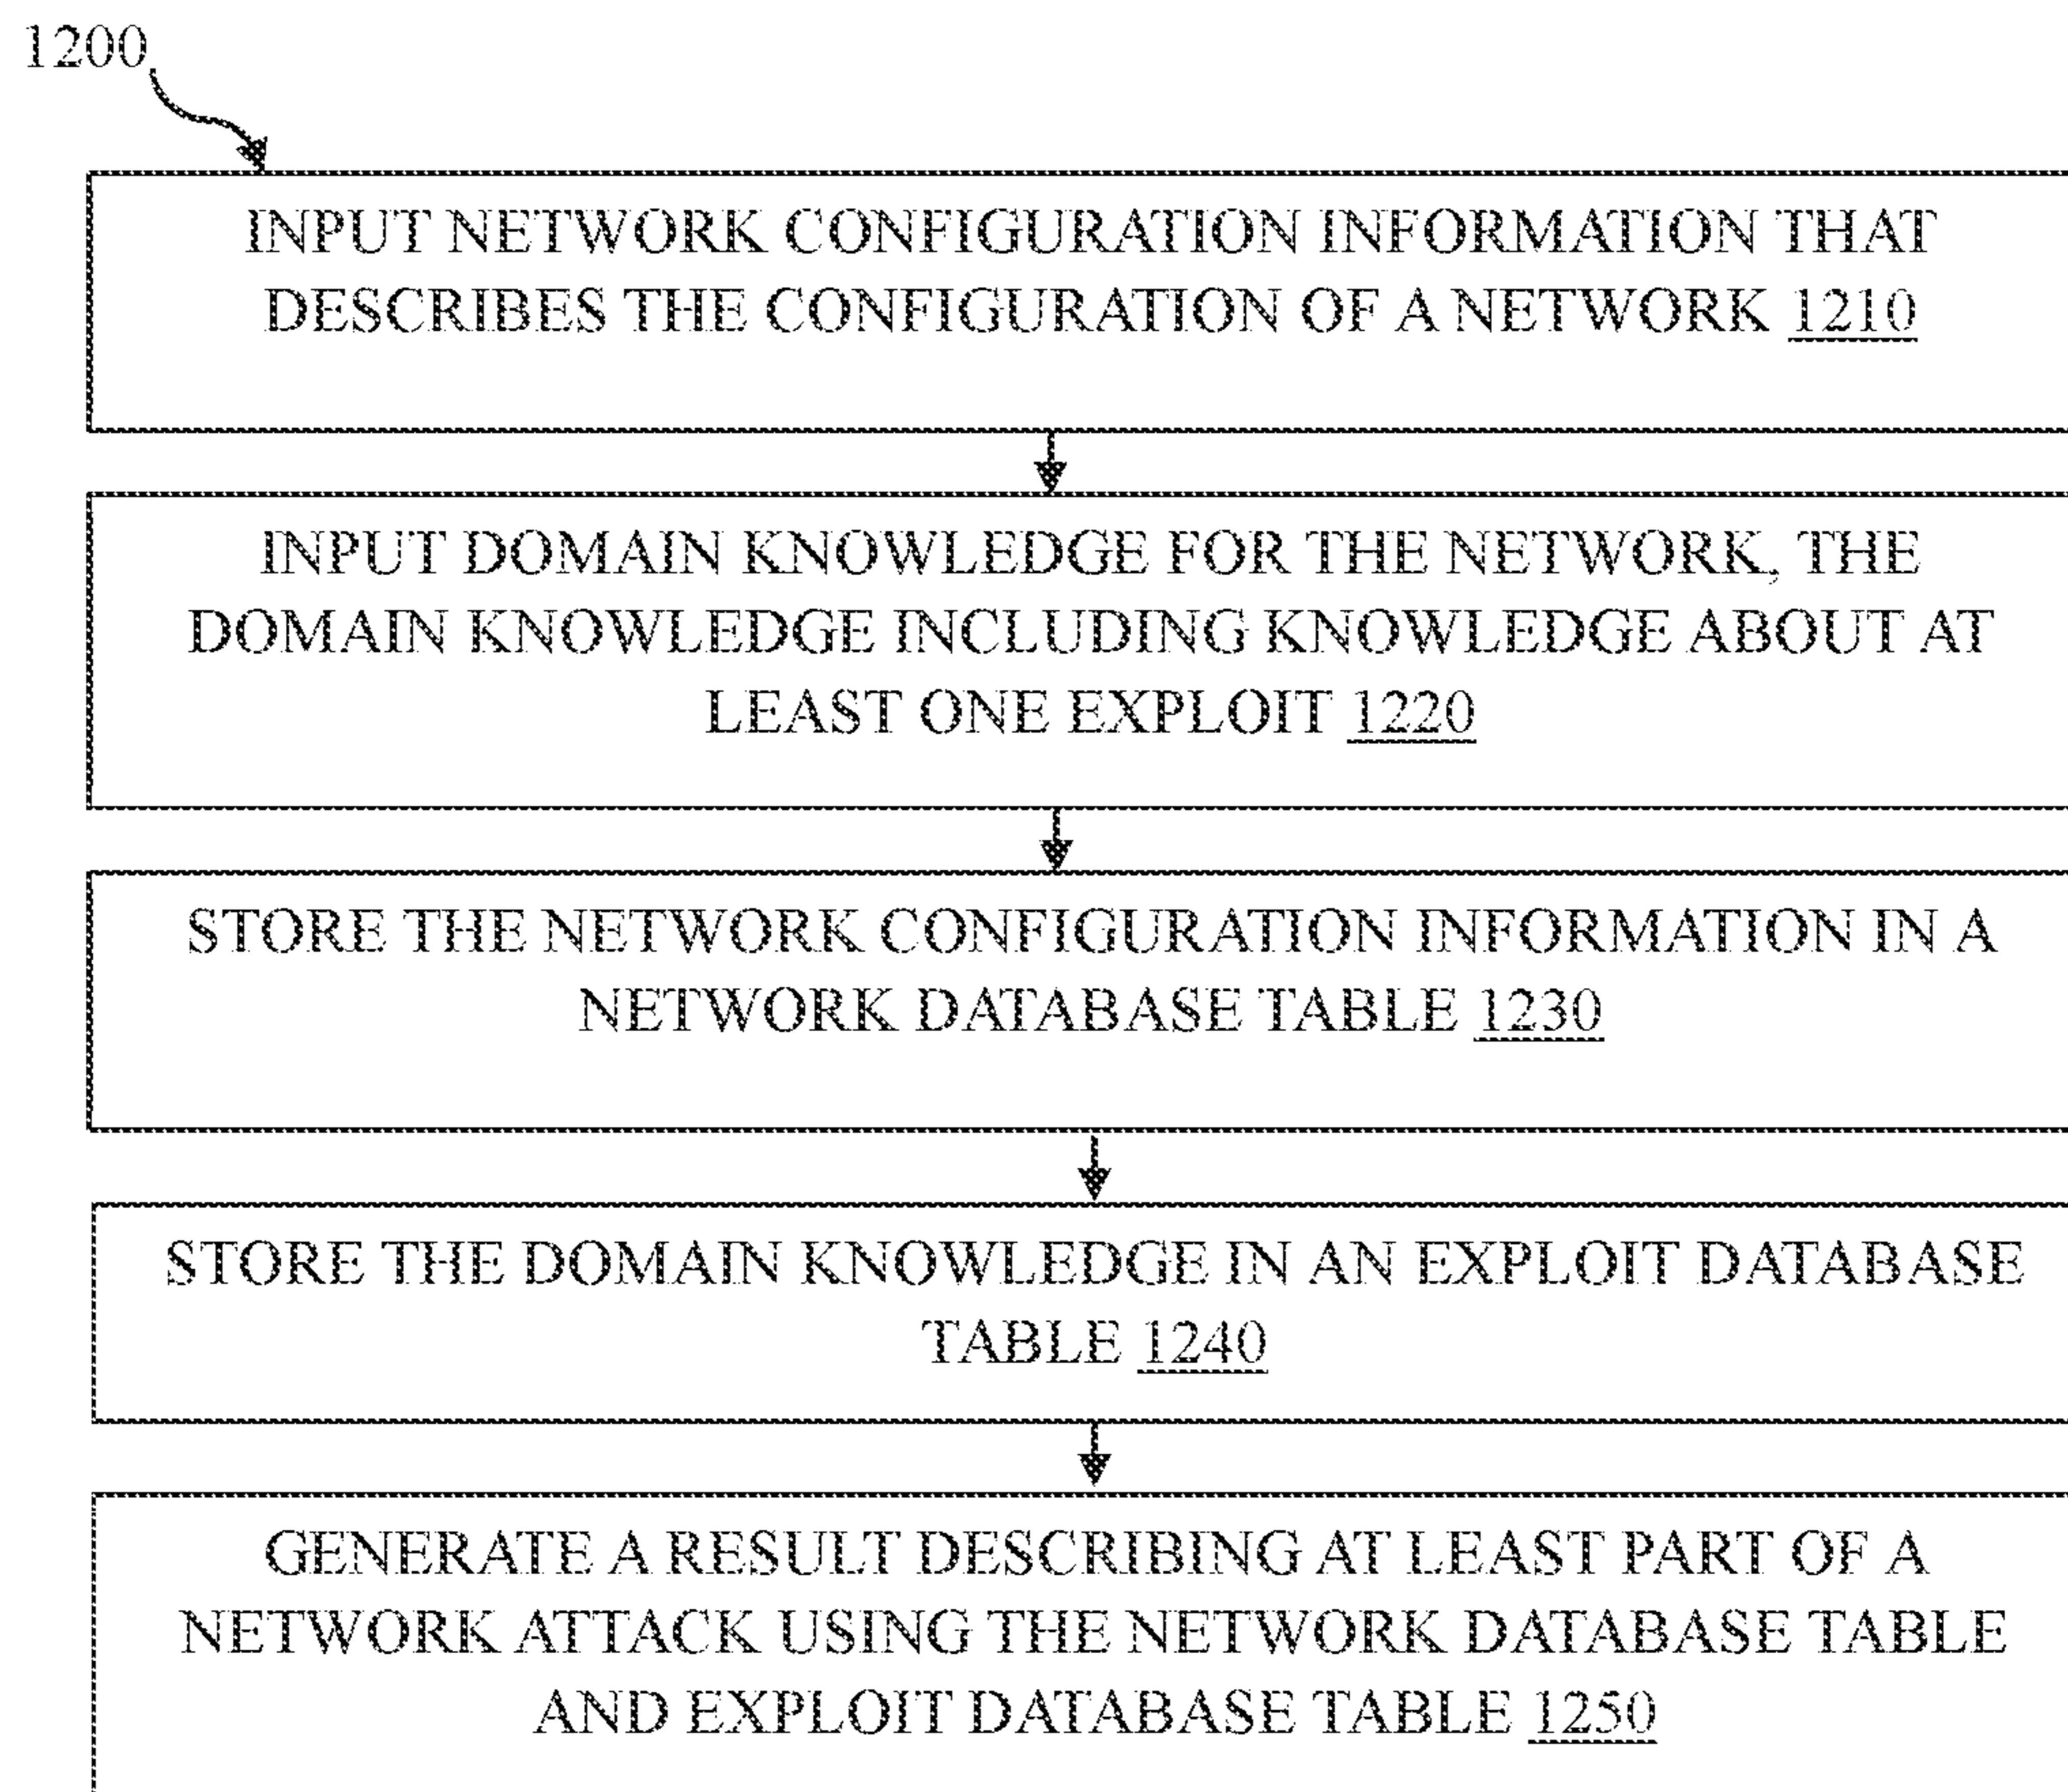 1200
INPUT NETWORK CONFIGURATION INFORMATION THAT
DESCRIBES THE CONFIGURATION OF A NETWORK 1210
INPUT DOMAIN KNOWLEDGE FOR THE NETWORK, THE
DOMAIN KNOWLEDGE INCLUDING KNOWLEDGE ABOUT AT
LEAST ONE EXPLOIT 1220
STORE THE NETWORK CONFIGURATION INFORMATION IN A
NETWORK DATABASE TABLE 1230
STORE THE DOMAIN KNOWLEDGE IN AN EXPLOIT DATABASE
TABLE 1240
GENERATE A RESULT DESCRIBING AT LEAST PART OF A
NETWORK ATTACK USING THE NETWORK DATABASE TABLE
AND EXPLOIT DATABASE TABLE 1250